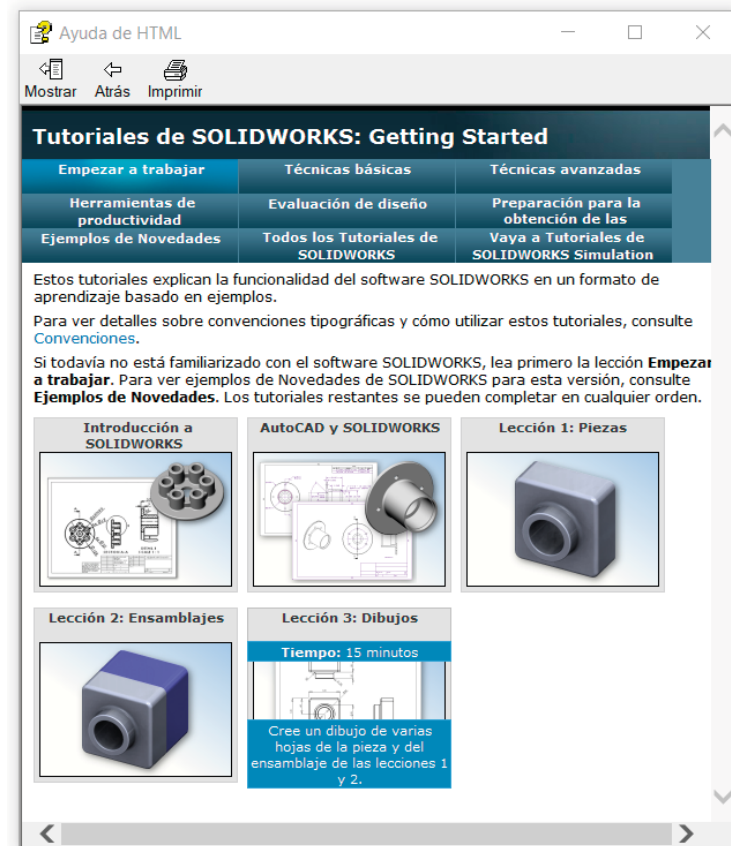 Ayuda de HTML
Mostrar Atrás Imprimir
Tutoriales de SOLIDWORKS: Getting Started
Empezar a trabajar Técnicas básicas Técnicas avanzadas
Herramientas de productividad Evaluación de diseño Preparación para la obtención de las
Ejemplos de Novedades Todos los Tutoriales de SOLIDWORKS Vaya a Tutoriales de SOLIDWORKS Simulation
Estos tutoriales explican la funcionalidad del software SOLIDWORKS en un formato de
aprendizaje basado en ejemplos.
Para ver detalles sobre convenciones tipográficas y cómo utilizar estos tutoriales, consulte
Convenciones.
Si todavía no está familiarizado con el software SOLIDWORKS, lea primero la lección Empezar
a trabajar. Para ver ejemplos de Novedades de SOLIDWORKS para esta versión, consulte
Ejemplos de Novedades. Los tutoriales restantes se pueden completar en cualquier orden.
Introducción a
SOLIDWORKS
AutoCAD y SOLIDWORKS
Lección 1: Piezas
Lección 2: Ensamblajes
Lección 3: Dibujos
Tiempo: 15 minutos
Cree un dibujo de varias
hojas de la pieza y del
ensamblaje de las lecciones 1
y 2.